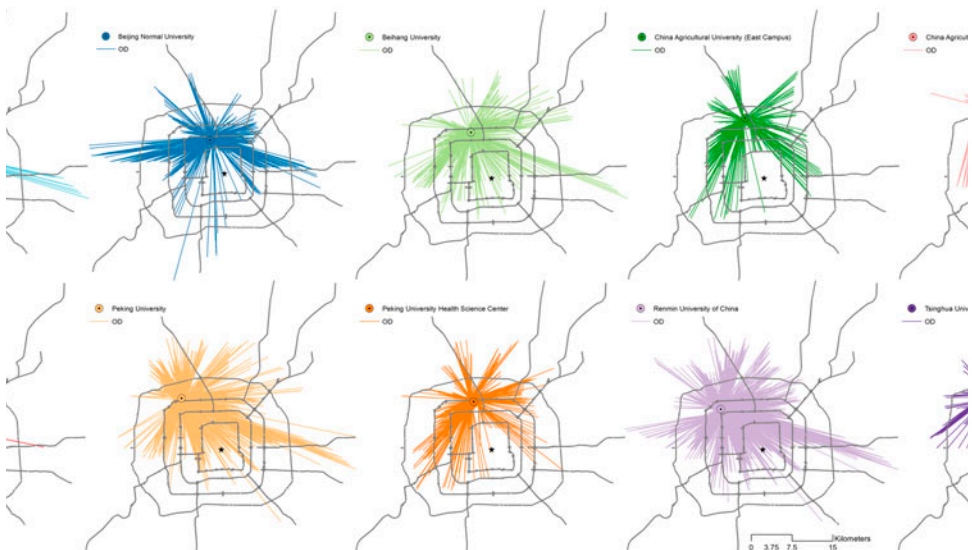 Beijing Normal University
OD
Beihang University
OD
China Agricultural University (East Campus)
OD
China Agricul
Peking University
OD
Peking University Health Science Center
OD
Renmin University of China
OD
Tsinghua Univ
OD
Kilometers
0 3.75 7.5 15